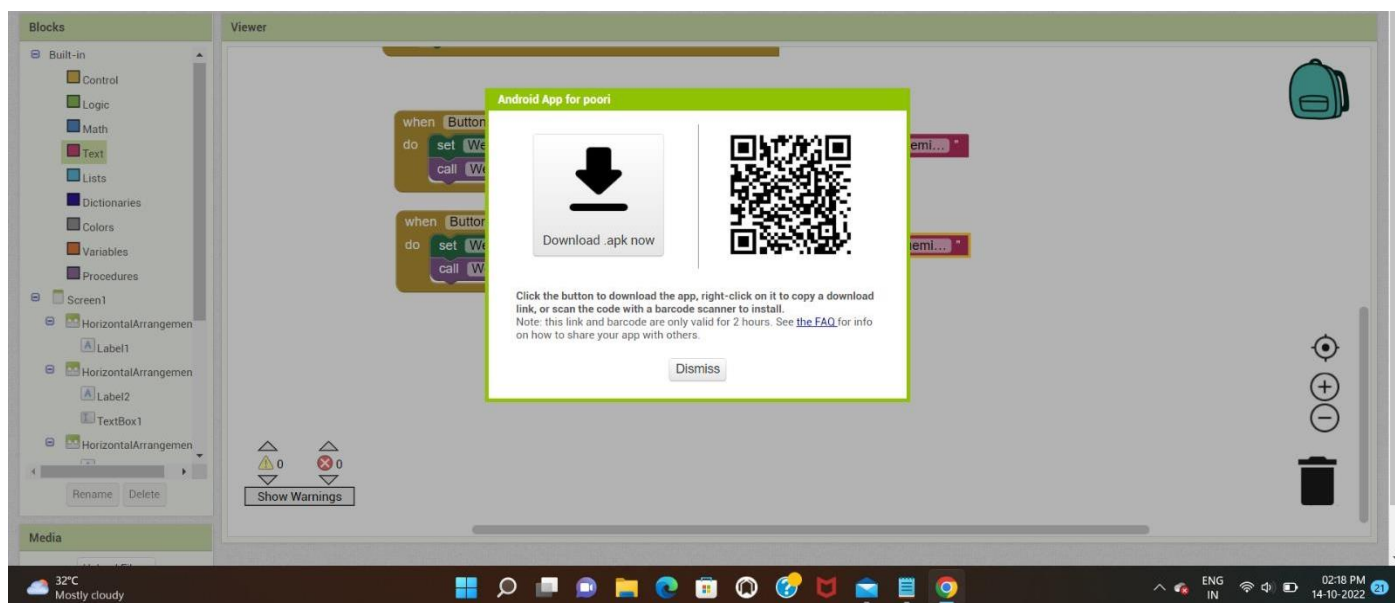 Blocks
Viewer
Built-in
Control
Logic
Math
Text
Lists
Dictionaries
Colors
Variables
Procedures
Screen1
HorizontalArrangemen
Label1
HorizontalArrangemen
Label2
TextBox1
HorizontalArrangemen
Rename Delete
Media
when Button
do set We
call We
emi... "
when Button
do set We
call W
emi... "
Android App for poori
Download .apk now
Click the button to download the app, right-click on it to copy a download
link, or scan the code with a barcode scanner to install.
Note: this link and barcode are only valid for 2 hours. See the FAQ for info
on how to share your app with others.
Dismiss
0 0
Show Warnings
32°C
Mostly cloudy
ENG
IN
02:18 PM
14-10-2022
21